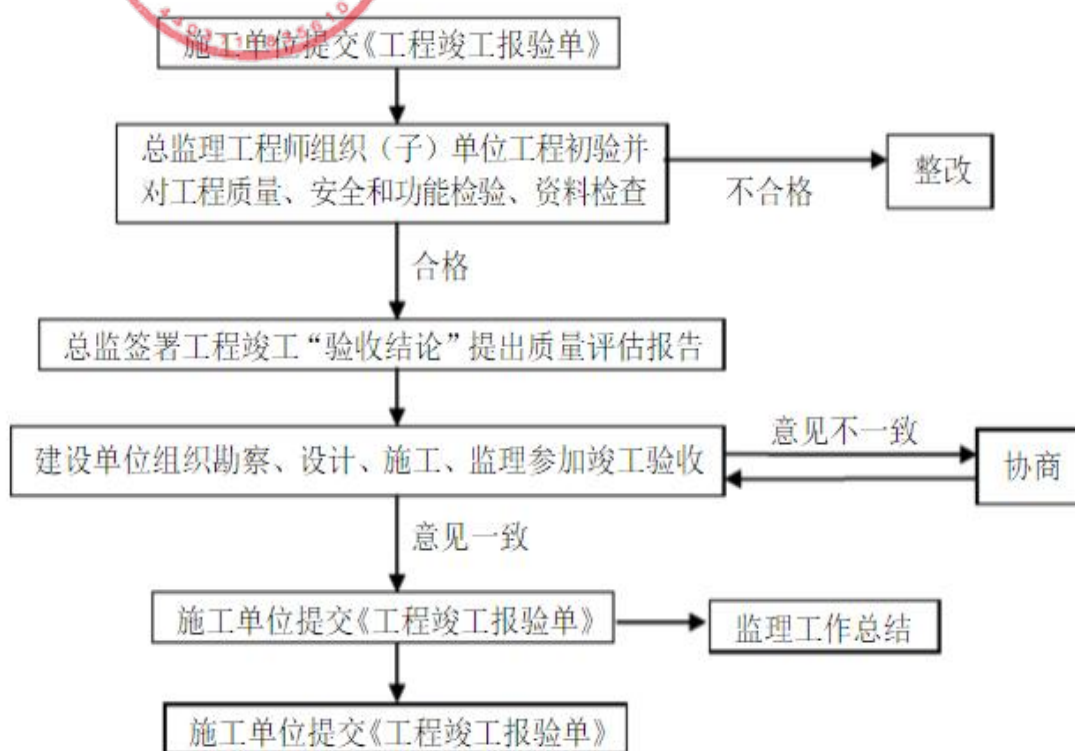 施工单位提交《工程竣工报验单》
总监理工程师组织（子）单位工程初验并
对工程质量、安全和功能检验、资料检查
不合格
整改
合格
总监签署工程竣工“验收结论”提出质量评估报告
意见不一致
建设单位组织勘察、设计、施工、监理参加竣工验收
协商
意见一致
施工单位提交《工程竣工报验单》
监理工作总结
施工单位提交《工程竣工报验单》